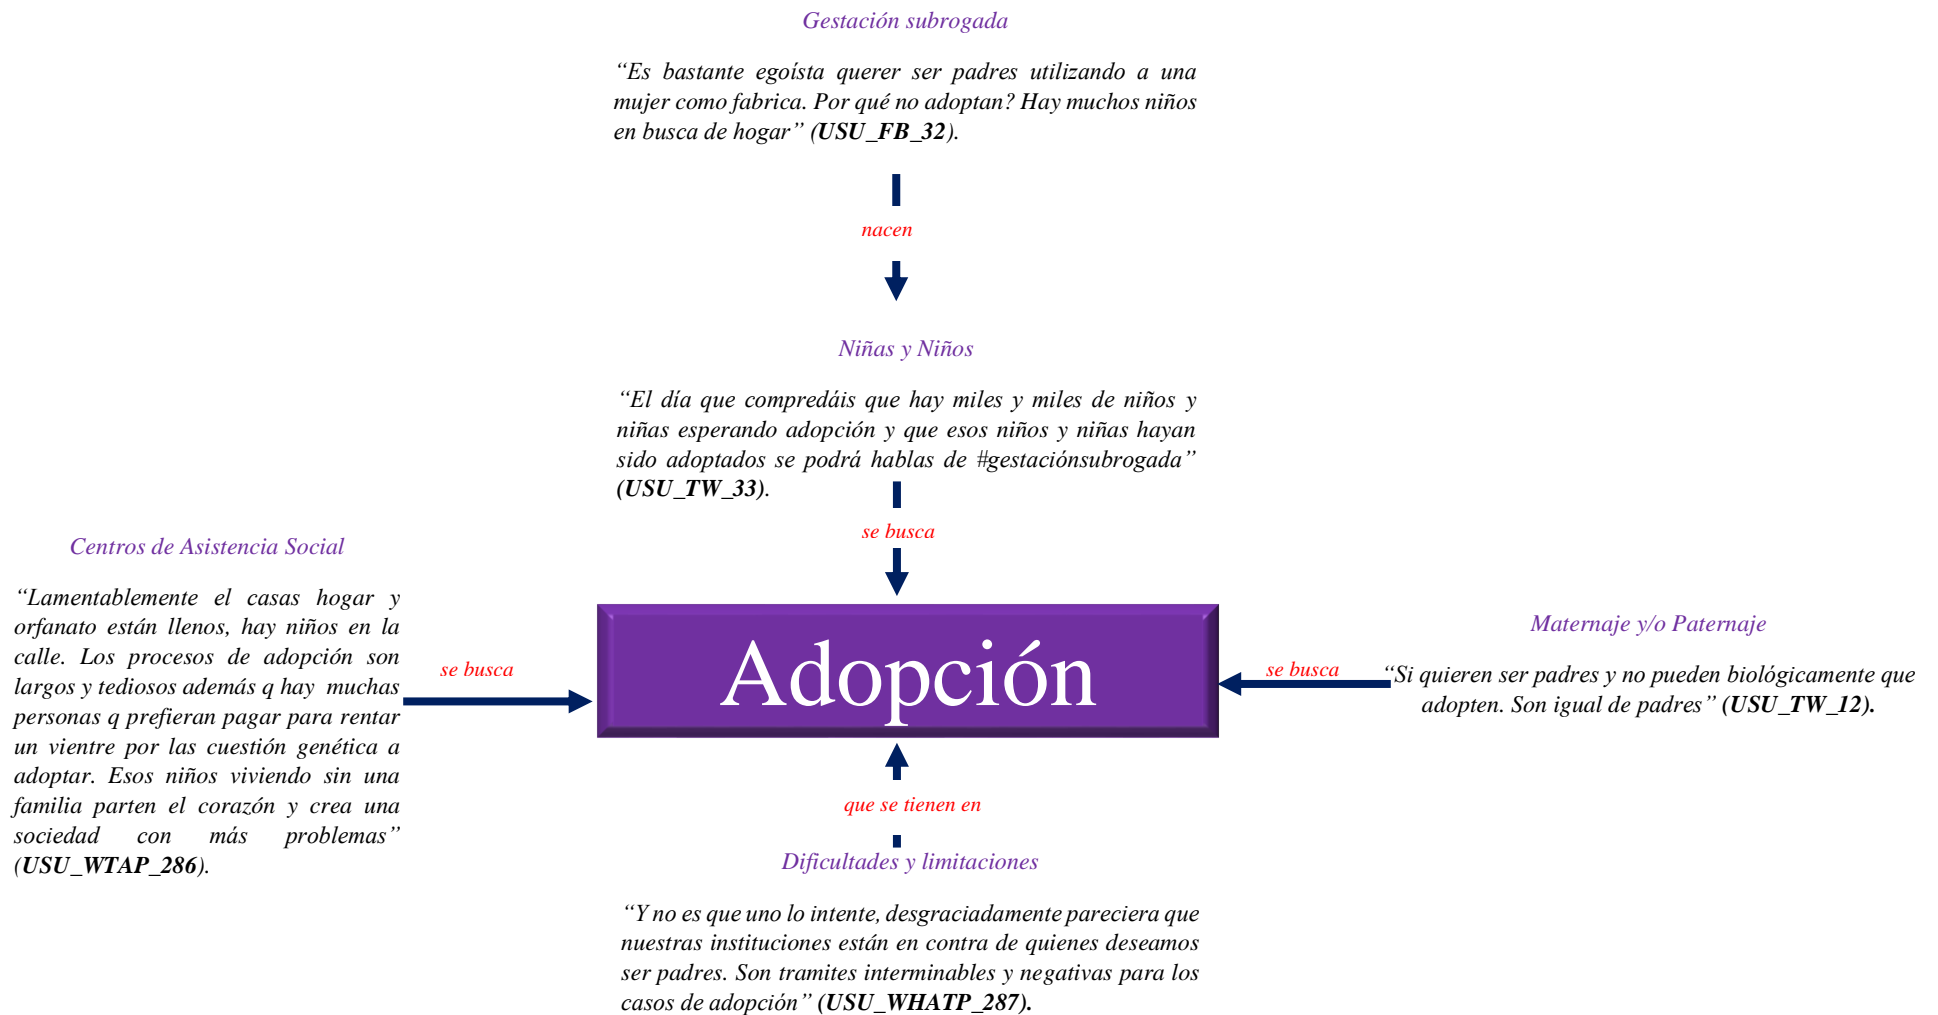 Gestación subrogada
“Es bastante egoísta querer ser padres utilizando a una
mujer como fabrica. Por qué no adoptan? Hay muchos niños
en busca de hogar” (USU_FB_32).
nacen
Niñas y Niños
“El día que compredáis que hay miles y miles de niños y
niñas esperando adopción y que esos niños y niñas hayan
sido adoptados se podrá hablas de #gestaciónsubrogada”
(USU_TW_33).
se busca
Centros de Asistencia Social
“Lamentablemente el casas hogar y
orfanato están llenos, hay niños en la
calle. Los procesos de adopción son
largos y tediosos además q hay muchas
personas q prefieran pagar para rentar
un vientre por las cuestión genética a
adoptar. Esos niños viviendo sin una
familia parten el corazón y crea una
sociedad con más problemas”
(USU_WTAP_286).
se busca
Adopción
se busca
Maternaje y/o Paternaje
“Si quieren ser padres y no pueden biológicamente que
adopten. Son igual de padres” (USU_TW_12).
que se tienen en
Dificultades y limitaciones
“Y no es que uno lo intente, desgraciadamente pareciera que
nuestras instituciones están en contra de quienes deseamos
ser padres. Son tramites interminables y negativas para los
casos de adopción” (USU_WHATP_287).